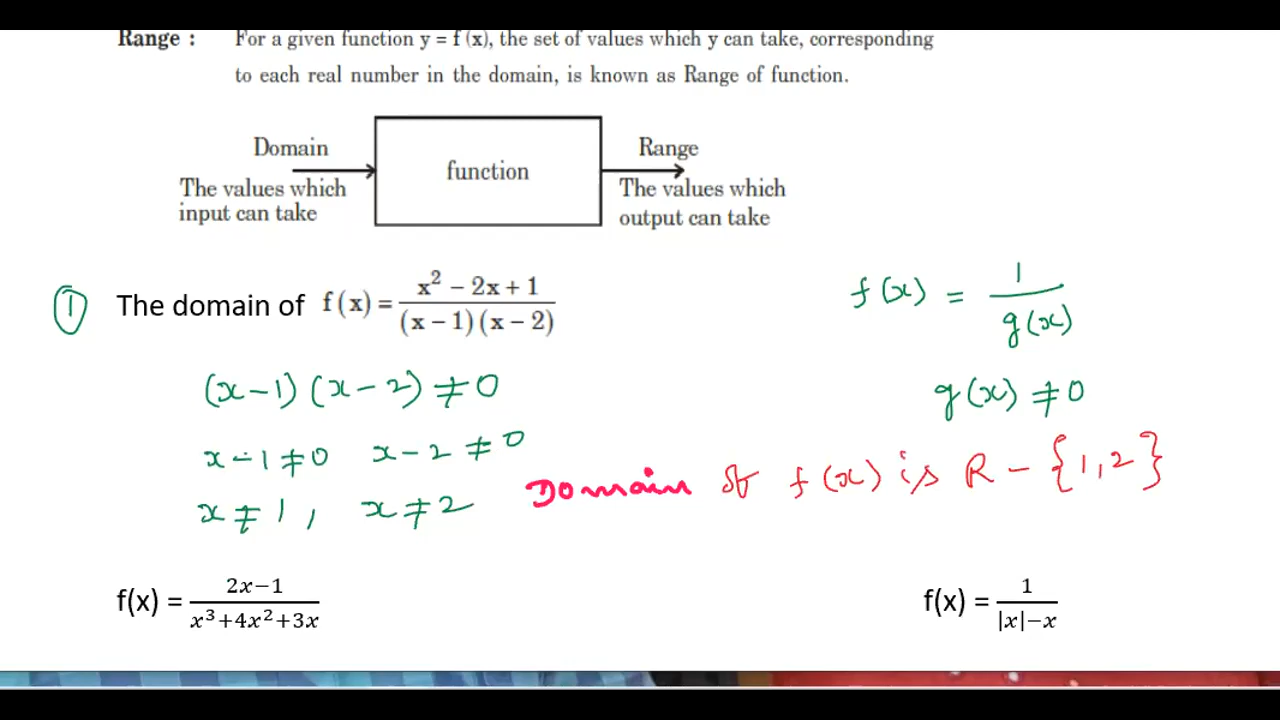 Range : For a given function y = f (x), the set of values which y can take, corresponding
to each real number in the domain, is known as Range of function.
Domain
The values which
input can take
function
Range
The values which
output can take
① The domain of f(x) = (x² − 2x + 1)/((x − 1)(x − 2))
f(x) = 1/g(x)
(x−1)(x−2) ≠ 0
g(x) ≠ 0
x−1 ≠ 0 x−2 ≠ 0
x ≠ 1, x ≠ 2
Domain of f(x) is R − {1,2}
f(x) = (2x−1)/(x³+4x²+3x)
f(x) = 1/(|x|−x)